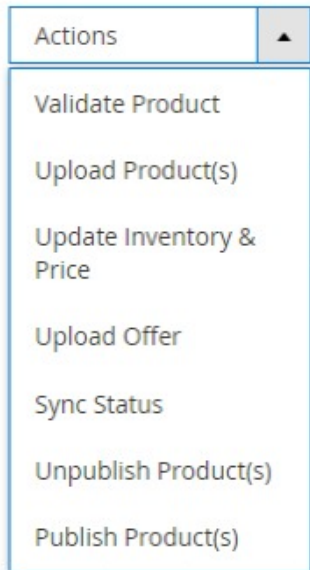 Actions
Validate Product
Upload Product(s)
Update Inventory &
Price
Upload Offer
Sync Status
Unpublish Product(s)
Publish Product(s)